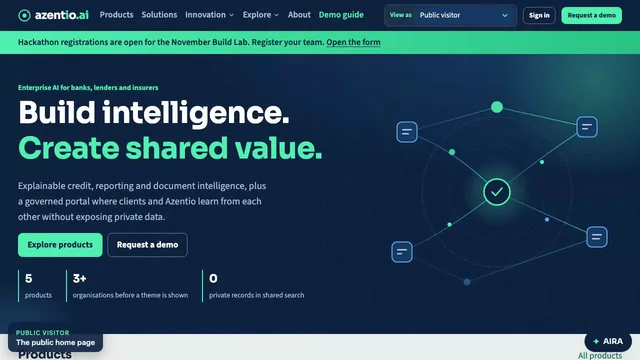 azentio.ai Products Solutions Innovation Explore About Demo guide View as Public visitor Sign in Request a demo
Hackathon registrations are open for the November Build Lab. Register your team. Open the form
Enterprise AI for banks, lenders and insurers
Build intelligence.
Create shared value.
Explainable credit, reporting and document intelligence, plus
a governed portal where clients and Azentio learn from each
other without exposing private data.
Explore products Request a demo
5 3+ 0
products organisations before a theme is shown private records in shared search
PUBLIC VISITOR
The public home page
AIRA
Products
All products